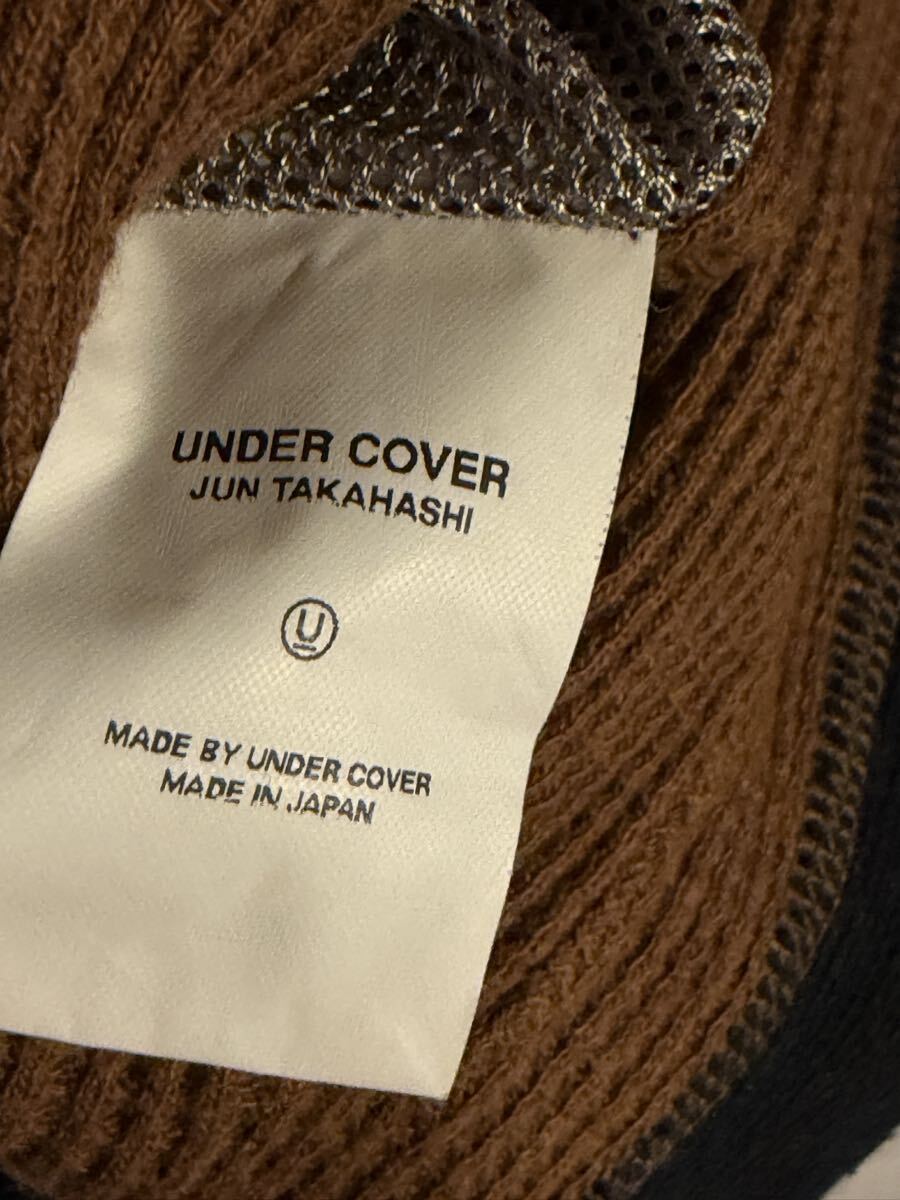 UNDER COVER
JUN TAKAHASHI
U
MADE BY UNDER COVER
MADE IN JAPAN